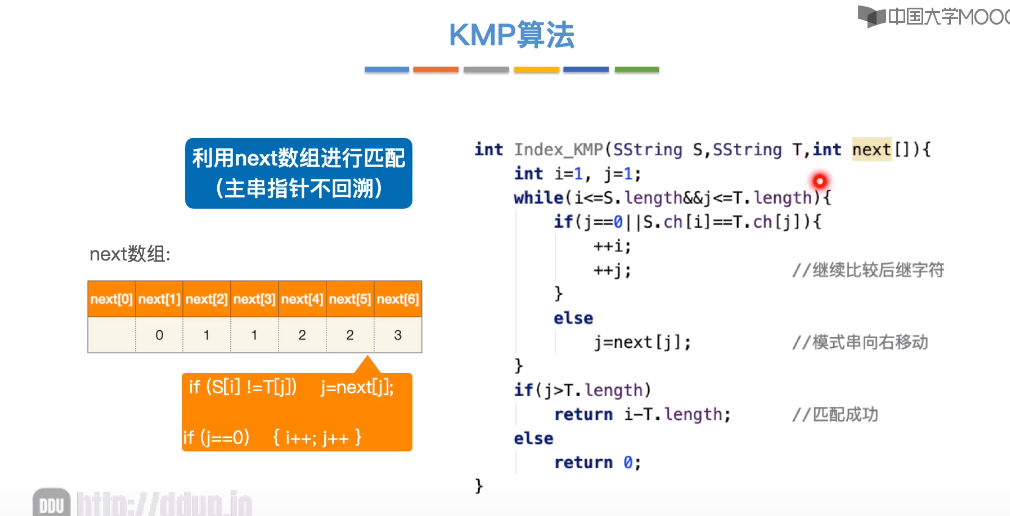 中国大学MOOC
KMP算法
利用next数组进行匹配
（主串指针不回溯）
next数组:
next[0] next[1] next[2] next[3] next[4] next[5] next[6]
0 1 1 2 2 3
if (S[i] !=T[j]) j=next[j];
if (j==0) { i++; j++ }
int Index_KMP(SString S,SString T,int next[]){
int i=1, j=1;
while(i<=S.length&&j<=T.length){
if(j==0||S.ch[i]==T.ch[j]){
++i;
++j; //继续比较后继字符
}
else
j=next[j]; //模式串向右移动
}
if(j>T.length)
return i-T.length; //匹配成功
else
return 0;
}
DDU